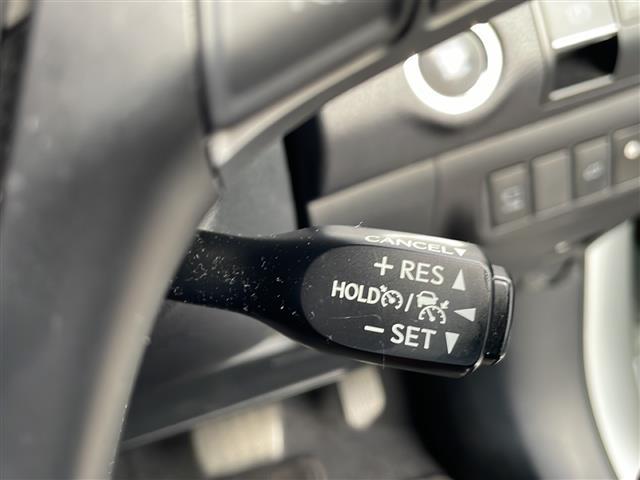 CANCEL
+ RES
HOLD /
− SET